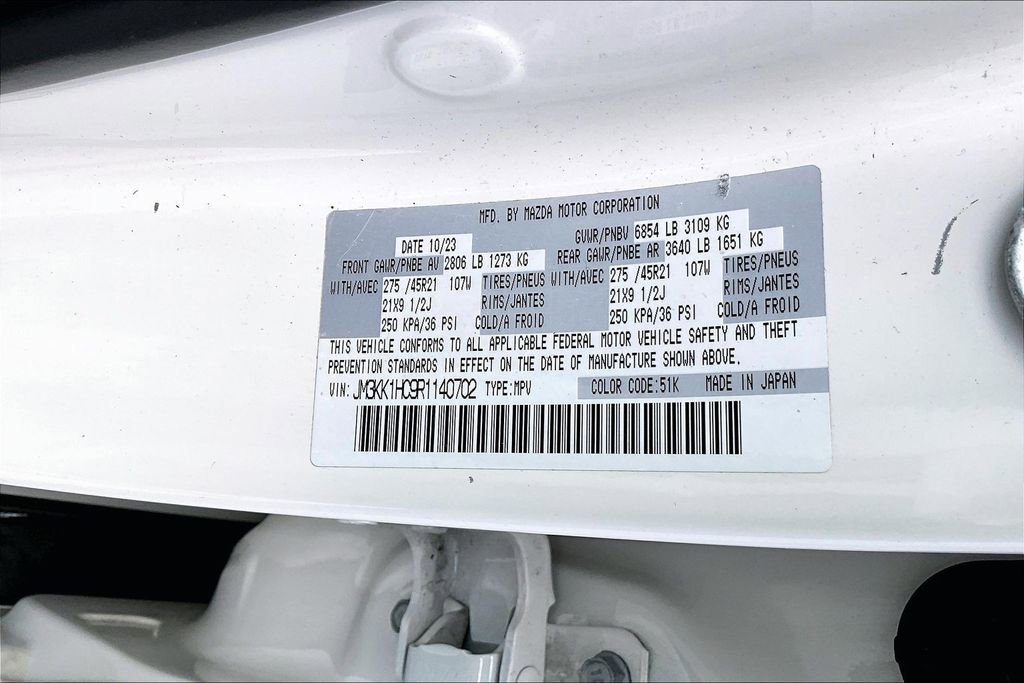 MFD. BY MAZDA MOTOR CORPORATION
DATE 10/23 GVWR/PNBV 6854 LB 3109 KG
FRONT GAWR/PNBE AV 2806 LB 1273 KG REAR GAWR/PNBE AR 3640 LB 1651 KG
WITH/AVEC 275 /45R21 107W TIRES/PNEUS WITH/AVEC 275 /45R21 107W TIRES/PNEUS
21X9 1/2J RIMS/JANTES 21X9 1/2J RIMS/JANTES
250 KPA/36 PSI COLD/A FROID 250 KPA/36 PSI COLD/A FROID
THIS VEHICLE CONFORMS TO ALL APPLICABLE FEDERAL MOTOR VEHICLE SAFETY AND THEFT
PREVENTION STANDARDS IN EFFECT ON THE DATE OF MANUFACTURE SHOWN ABOVE.
VIN: JM3KK1HC9R1140702 TYPE:MPV COLOR CODE:51K MADE IN JAPAN